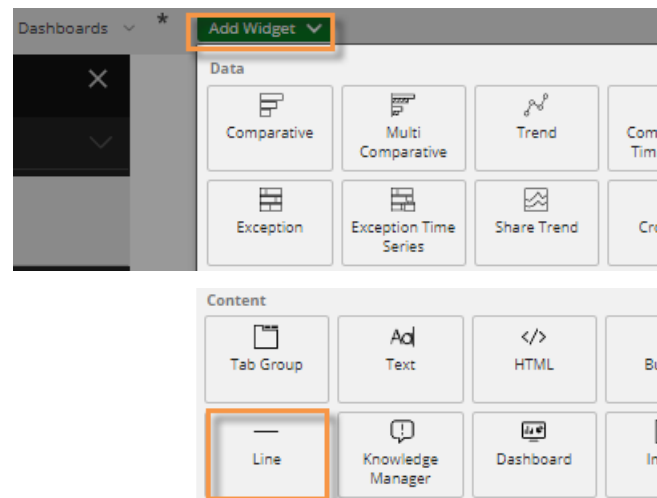 Dashboards *
Add Widget
Data
Comparative
Multi
Comparative
Trend
Exception
Exception Time
Series
Share Trend
Content
Tab Group
Text
</>
HTML
Line
Knowledge
Manager
Dashboard